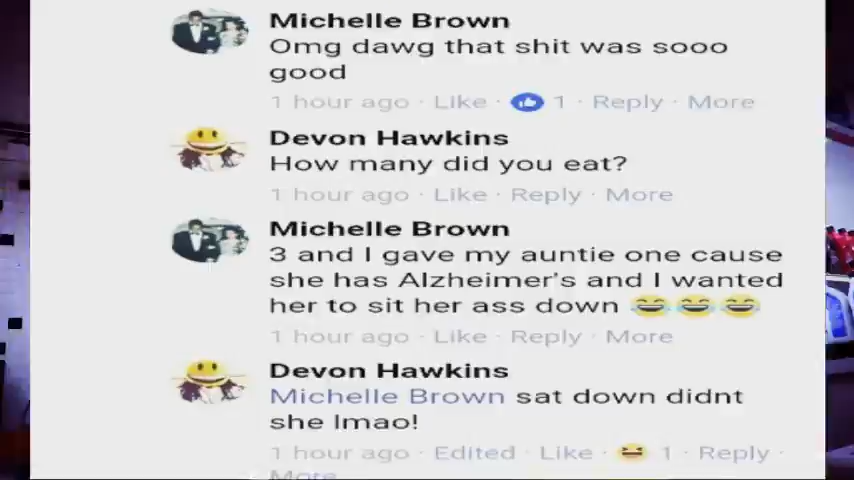 Michelle Brown
Omg dawg that shit was sooo
good
1 hour ago · Like · 1 · Reply · More
Devon Hawkins
How many did you eat?
1 hour ago · Like · Reply · More
Michelle Brown
3 and I gave my auntie one cause
she has Alzheimer's and I wanted
her to sit her ass down 😂😂😂
1 hour ago · Like · Reply · More
Devon Hawkins
Michelle Brown sat down didnt
she lmao!
1 hour ago · Edited · Like · 😆 1 · Reply ·
More